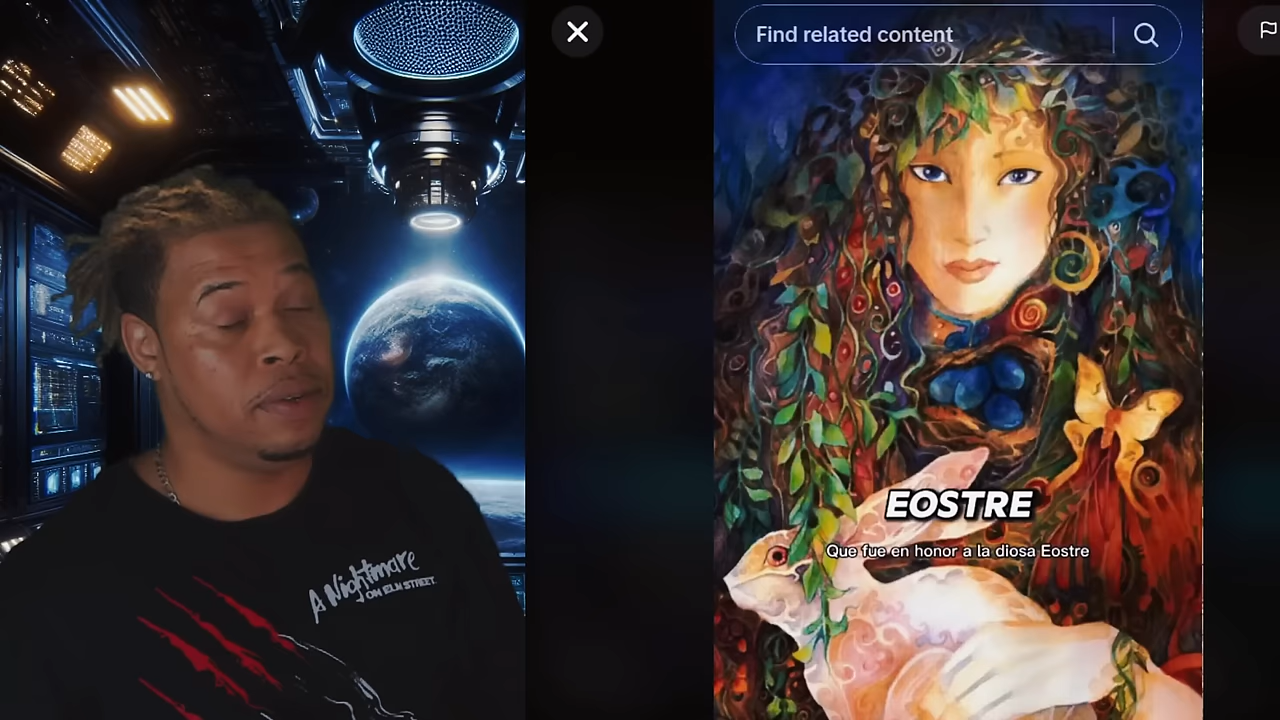 Find related content
EOSTRE
Que fue en honor a la diosa Eostre
A Nightmare
ON ELM STREET